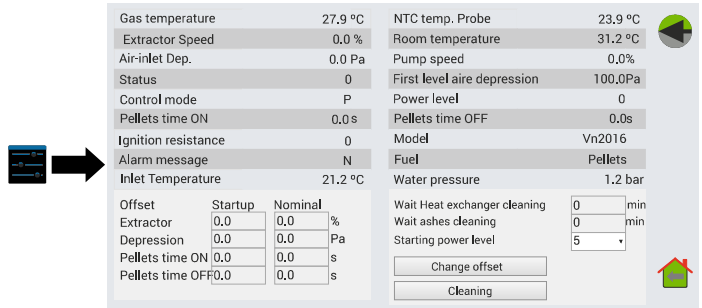 Gas temperature 27.9 ºC
Extractor Speed 0.0 %
Air-inlet Dep. 0.0 Pa
Status 0
Control mode P
Pellets time ON 0.0 s
Ignition resistance 0
Alarm message N
Inlet Temperature 21.2 ºC
NTC temp. Probe 23.9 ºC
Room temperature 31.2 ºC
Pump speed 0.0%
First level aire depression 100.0Pa
Power level 0
Pellets time OFF 0.0s
Model Vn2016
Fuel Pellets
Water pressure 1.2 bar
Offset Startup Nominal
Extractor 0.0 0.0 %
Depression 0.0 0.0 Pa
Pellets time ON 0.0 0.0 s
Pellets time OFF 0.0 0.0 s
Wait Heat exchanger cleaning 0 min
Wait ashes cleaning 0 min
Starting power level 5
Change offset
Cleaning